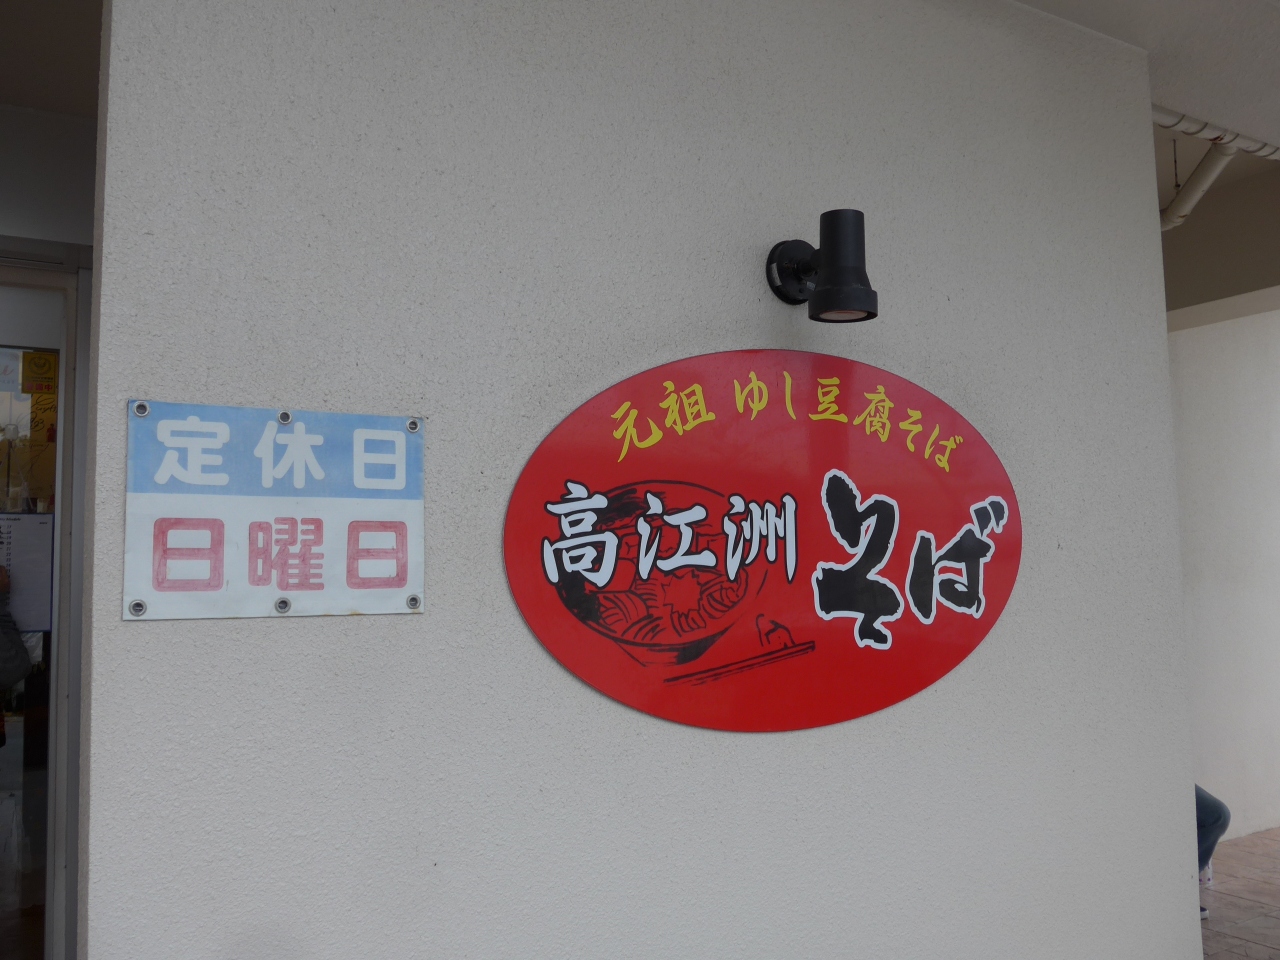 定休日
日曜日
元祖 ゆし豆腐そば
高江洲そば